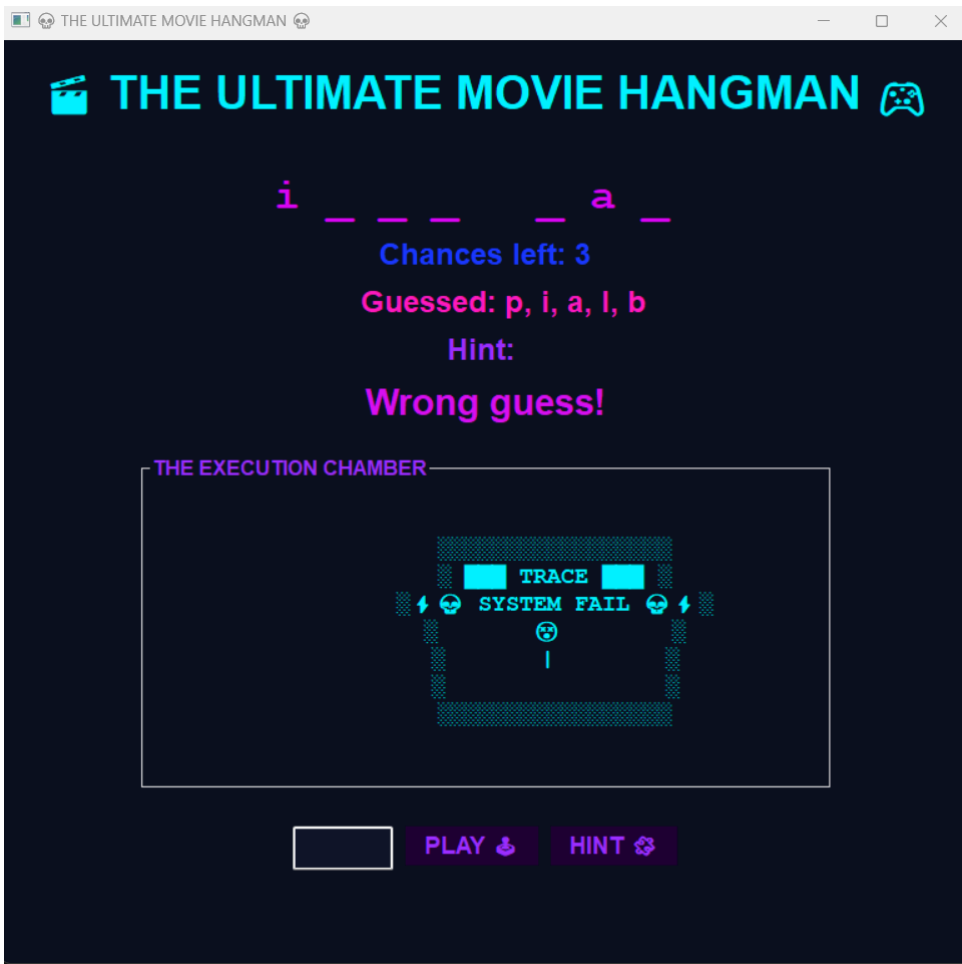 THE ULTIMATE MOVIE HANGMAN
THE ULTIMATE MOVIE HANGMAN
i _ _ _   _ a _
Chances left: 3
Guessed: p, i, a, l, b
Hint:
Wrong guess!
THE EXECUTION CHAMBER
TRACE
SYSTEM FAIL
|
PLAY
HINT